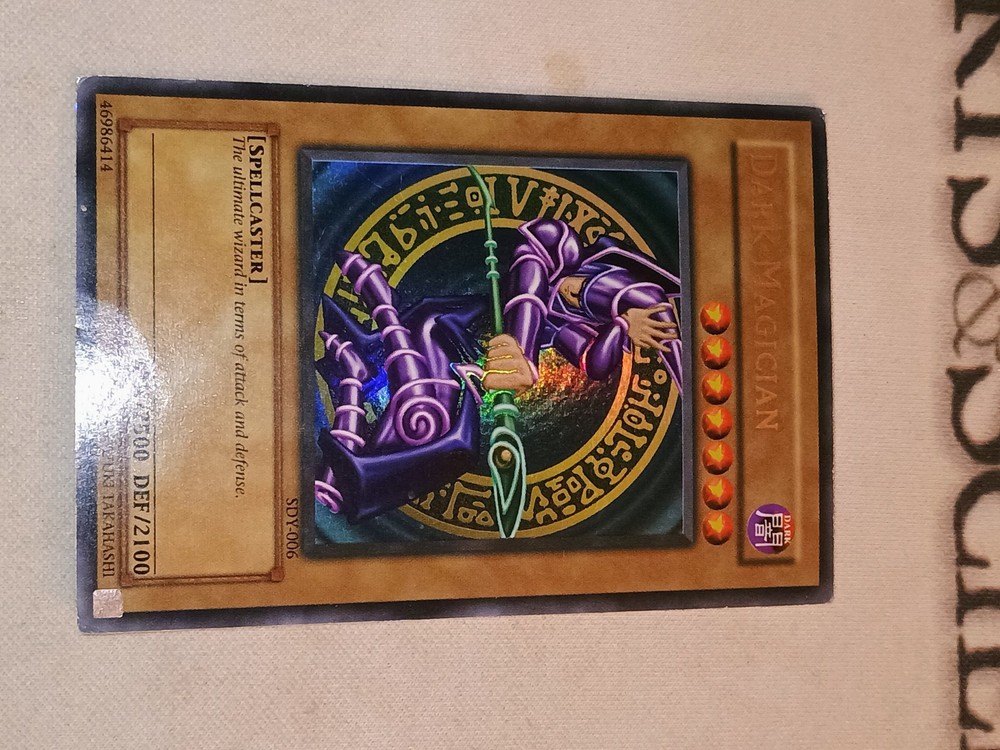 DARK MAGICIAN
DARK
闇
SDY-006
[SPELLCASTER]
The ultimate wizard in terms of attack and defense.
DEF/2100
46986414
TAKAHASHI